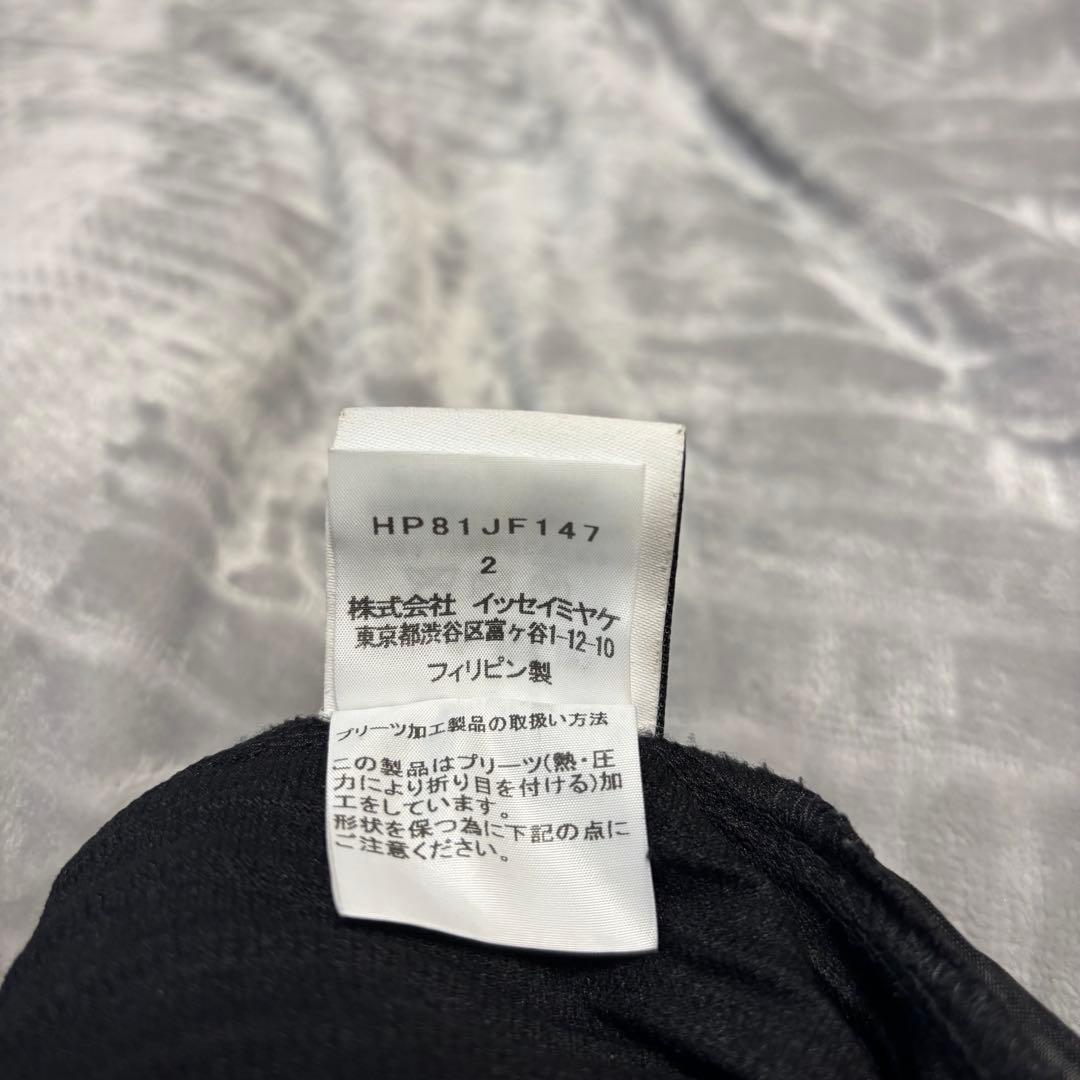 HP81JF147
2
株式会社 イッセイミヤケ
東京都渋谷区富ヶ谷1-12-10
フィリピン製
プリーツ加工製品の取扱い方法
この製品はプリーツ(熱・圧
力により折り目を付ける)加
工をしています。
形状を保つ為に下記の点に
ご注意ください。